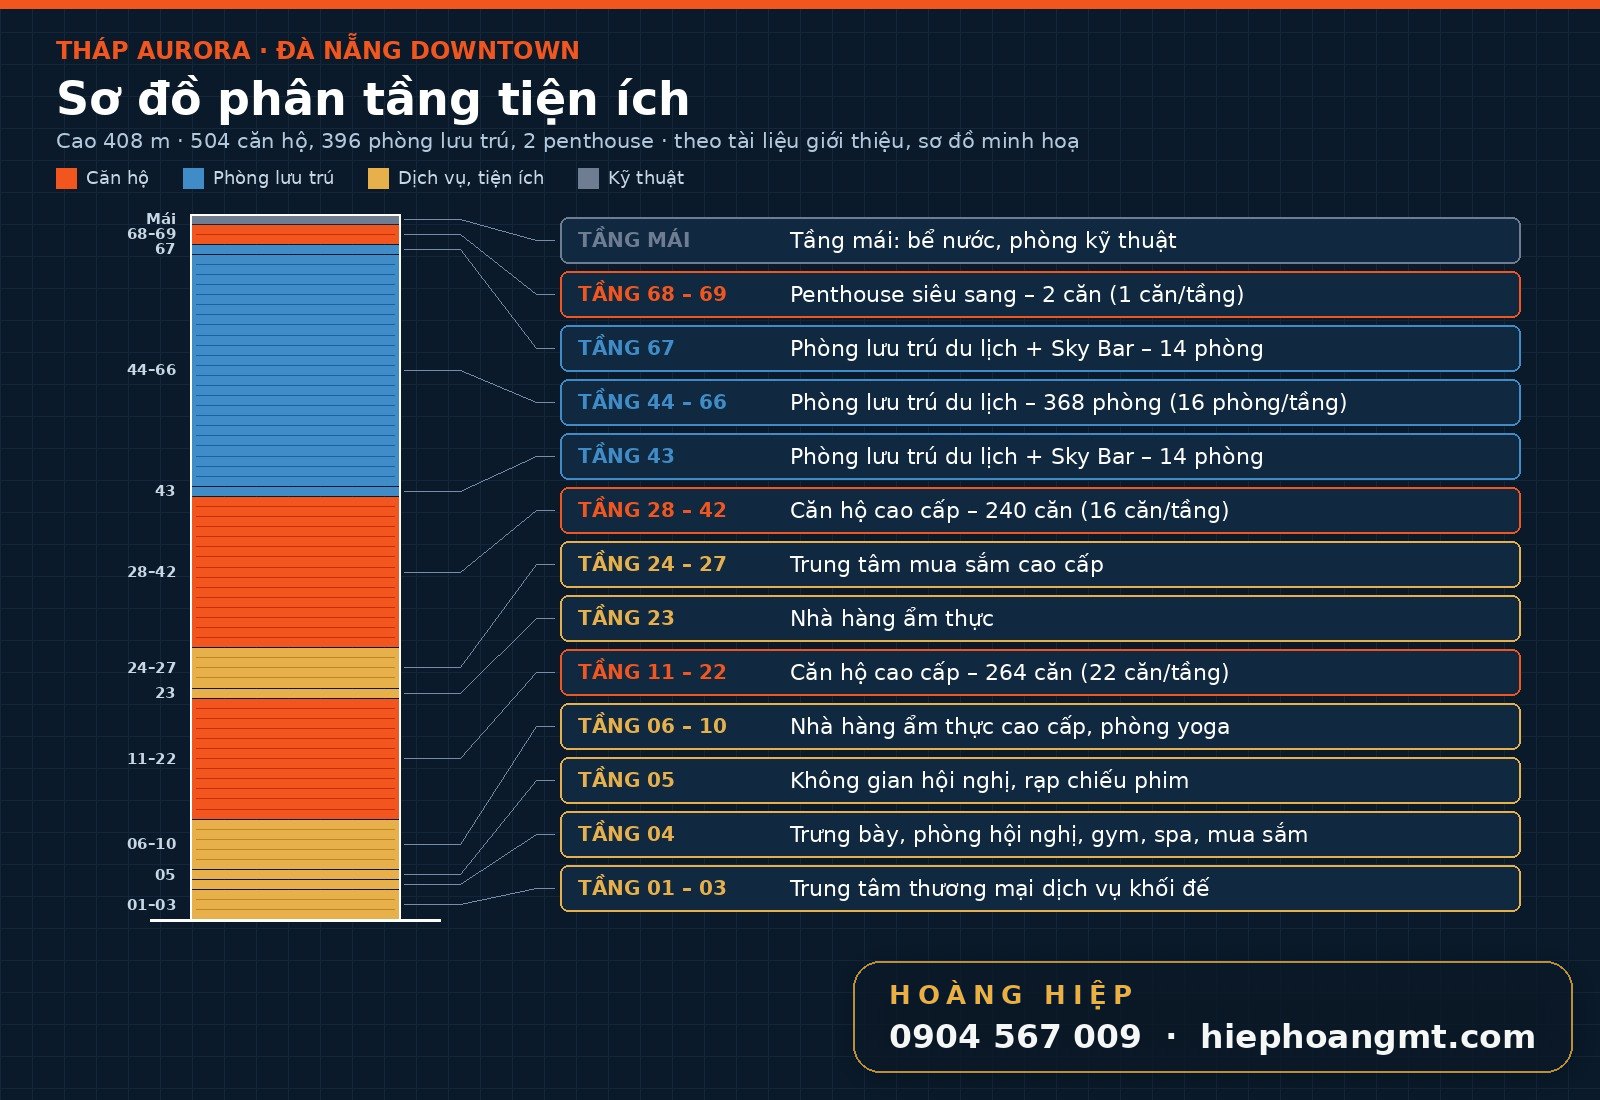 THÁP AURORA · ĐÀ NẴNG DOWNTOWN
Sơ đồ phân tầng tiện ích
Cao 408 m · 504 căn hộ, 396 phòng lưu trú, 2 penthouse · theo tài liệu giới thiệu, sơ đồ minh hoạ
Căn hộ Phòng lưu trú Dịch vụ, tiện ích Kỹ thuật
Mái
68–69
67
44–66
43
28–42
24–27
23
11–22
06–10
05
01–03
TẦNG MÁI Tầng mái: bể nước, phòng kỹ thuật
TẦNG 68 – 69 Penthouse siêu sang – 2 căn (1 căn/tầng)
TẦNG 67 Phòng lưu trú du lịch + Sky Bar – 14 phòng
TẦNG 44 – 66 Phòng lưu trú du lịch – 368 phòng (16 phòng/tầng)
TẦNG 43 Phòng lưu trú du lịch + Sky Bar – 14 phòng
TẦNG 28 – 42 Căn hộ cao cấp – 240 căn (16 căn/tầng)
TẦNG 24 – 27 Trung tâm mua sắm cao cấp
TẦNG 23 Nhà hàng ẩm thực
TẦNG 11 – 22 Căn hộ cao cấp – 264 căn (22 căn/tầng)
TẦNG 06 – 10 Nhà hàng ẩm thực cao cấp, phòng yoga
TẦNG 05 Không gian hội nghị, rạp chiếu phim
TẦNG 04 Trưng bày, phòng hội nghị, gym, spa, mua sắm
TẦNG 01 – 03 Trung tâm thương mại dịch vụ khối đế
HOÀNG HIỆP
0904 567 009 · hiephoangmt.com